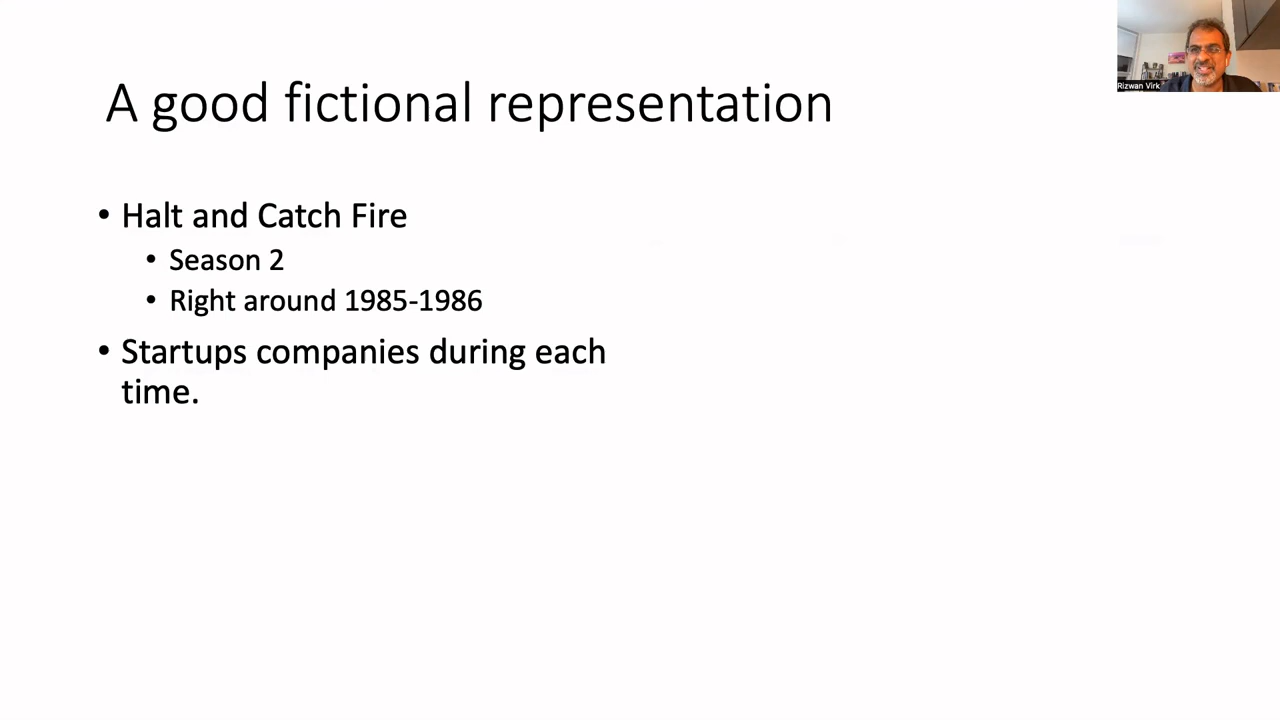 A good fictional representation
Rizwan Virk
• Halt and Catch Fire
• Season 2
• Right around 1985-1986
• Startups companies during each
time.